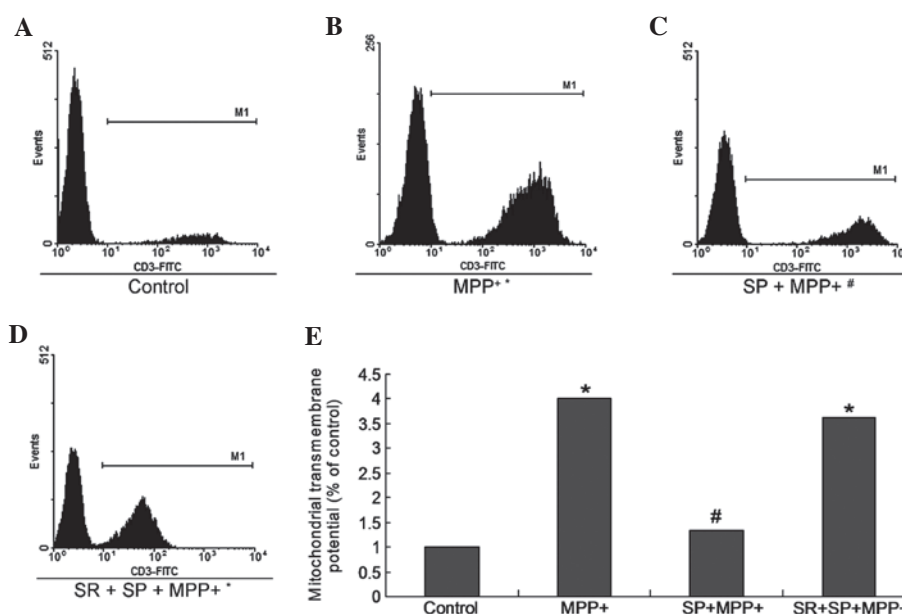 A
512
Events
0
M1
10⁰ 10¹ 10² 10³ 10⁴
CD3-FITC
Control
B
256
Events
0
M1
10⁰ 10¹ 10² 10³ 10⁴
CD3-FITC
MPP⁺ *
C
512
Events
0
M1
10⁰ 10¹ 10² 10³ 10⁴
CD3-FITC
SP + MPP+ #
D
512
Events
0
M1
10⁰ 10¹ 10² 10³ 10⁴
CD3-FITC
SR + SP + MPP+ *
E
Mitochondrial transmembrane
potential (% of control)
4.5
4
3.5
3
2.5
2
1.5
1
0.5
0
*
#
*
Control MPP+ SP+MPP+ SR+SP+MPP+